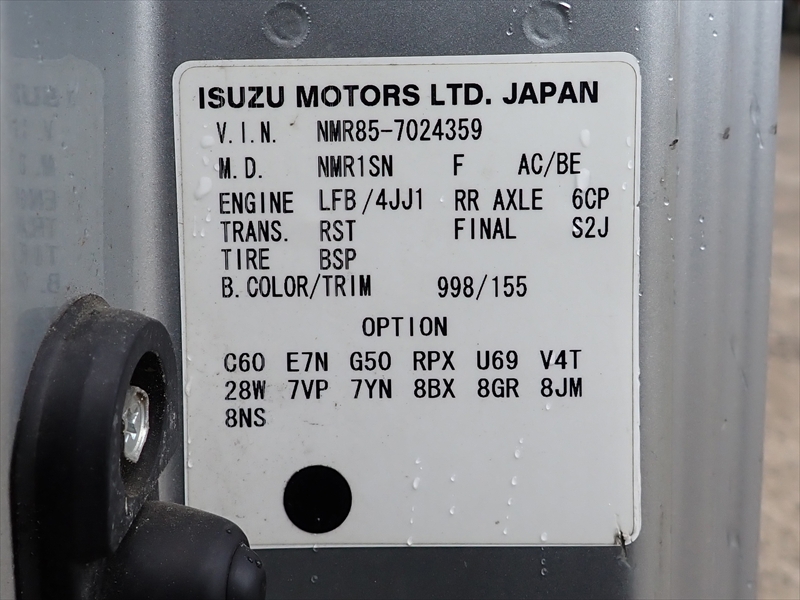 ISUZU MOTORS LTD. JAPAN
V.I.N. NMR85-7024359
M.D. NMR1SN F AC/BE
ENGINE LFB/4JJ1 RR AXLE 6CP
TRANS. RST FINAL S2J
TIRE BSP
B.COLOR/TRIM 998/155
OPTION
C60 E7N G50 RPX U69 V4T
28W 7VP 7YN 8BX 8GR 8JM
8NS